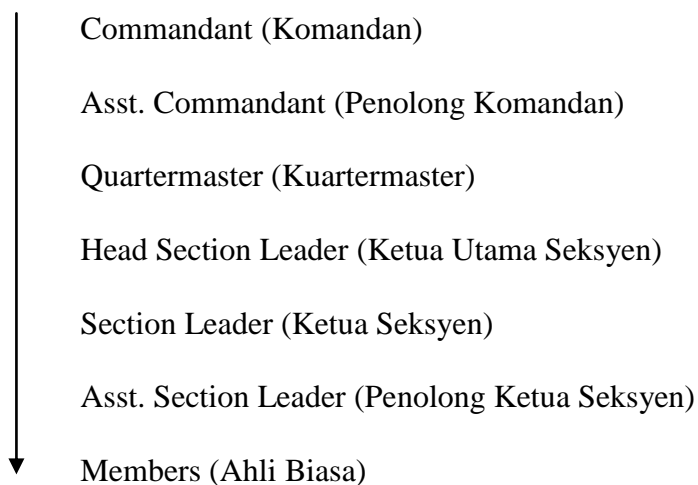 Commandant (Komandan)
Asst. Commandant (Penolong Komandan)
Quartermaster (Kuartermaster)
Head Section Leader (Ketua Utama Seksyen)
Section Leader (Ketua Seksyen)
Asst. Section Leader (Penolong Ketua Seksyen)
Members (Ahli Biasa)